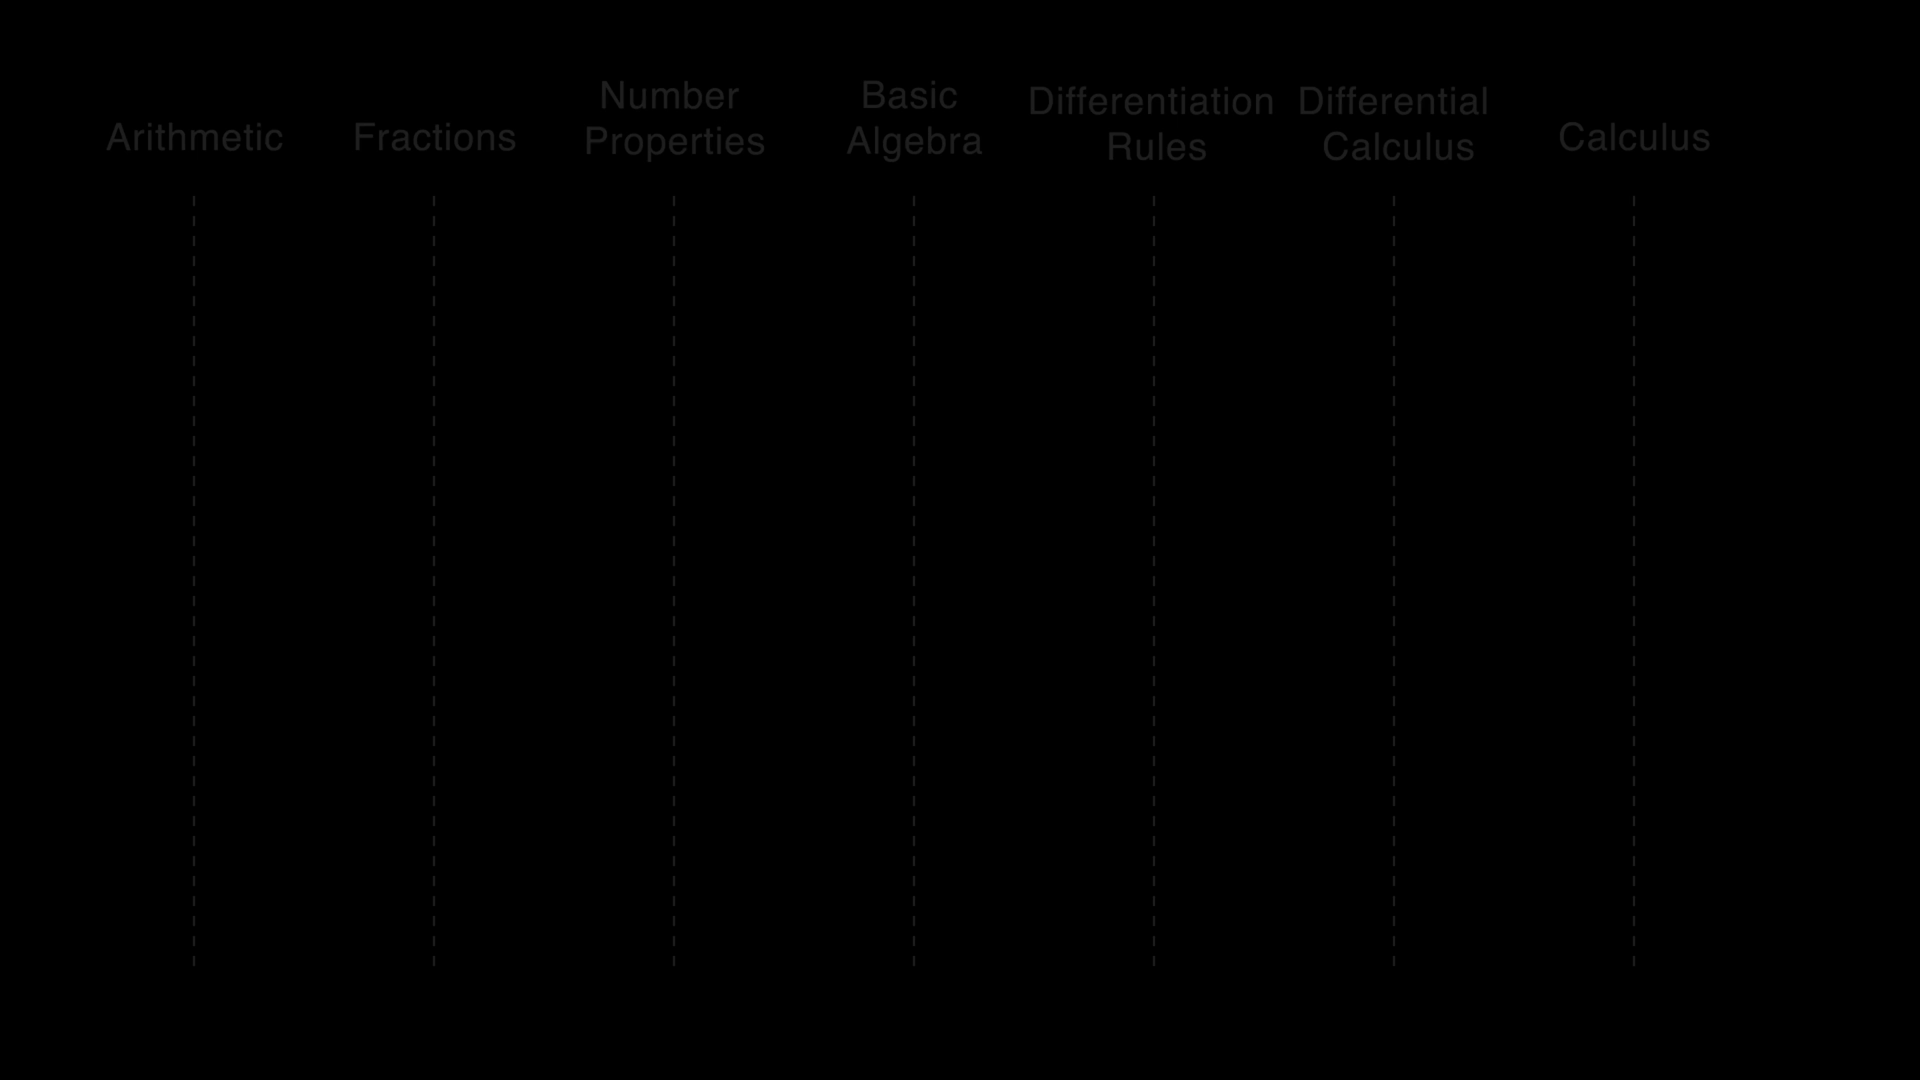 Arithmetic
Fractions
Number
Properties
Basic
Algebra
Differentiation
Rules
Differential
Calculus
Calculus